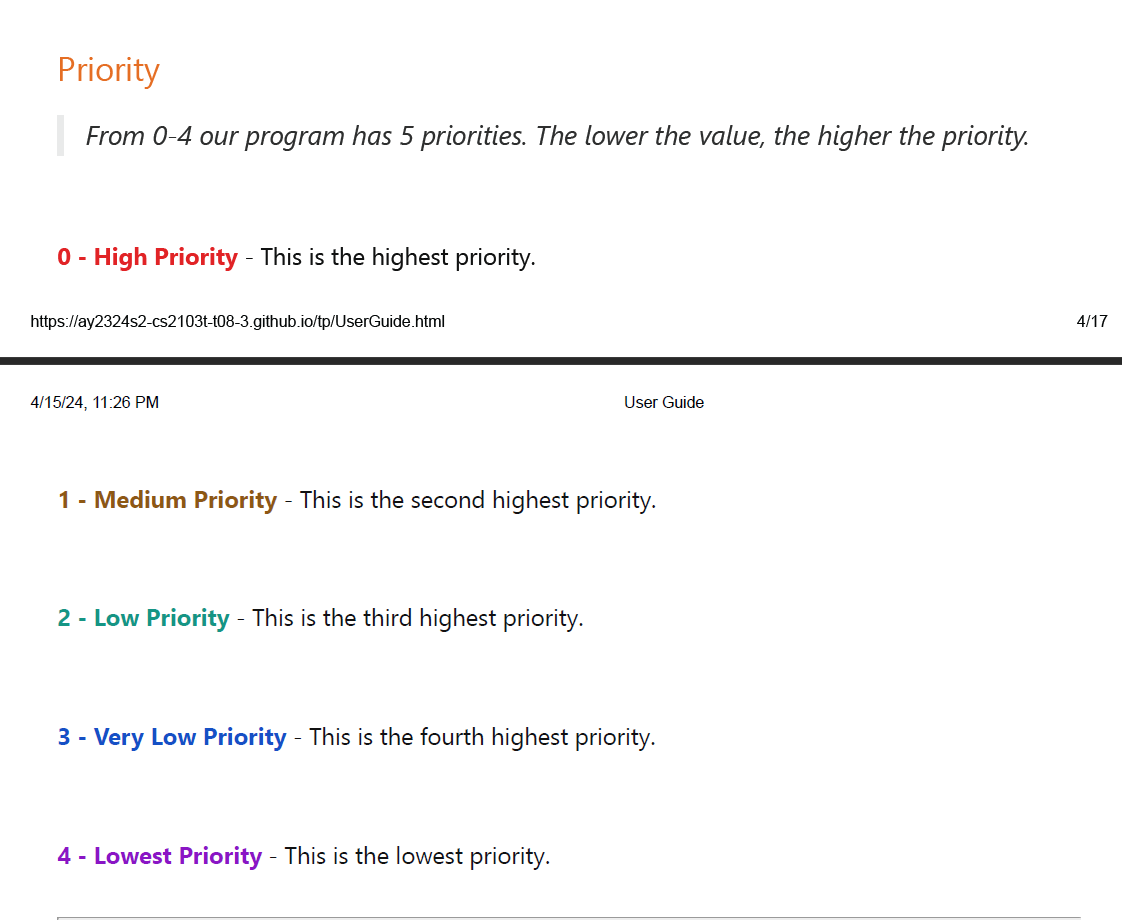 Priority
From 0-4 our program has 5 priorities. The lower the value, the higher the priority.
0 - High Priority - This is the highest priority.
https://ay2324s2-cs2103t-t08-3.github.io/tp/UserGuide.html 4/17
4/15/24, 11:26 PM User Guide
1 - Medium Priority - This is the second highest priority.
2 - Low Priority - This is the third highest priority.
3 - Very Low Priority - This is the fourth highest priority.
4 - Lowest Priority - This is the lowest priority.